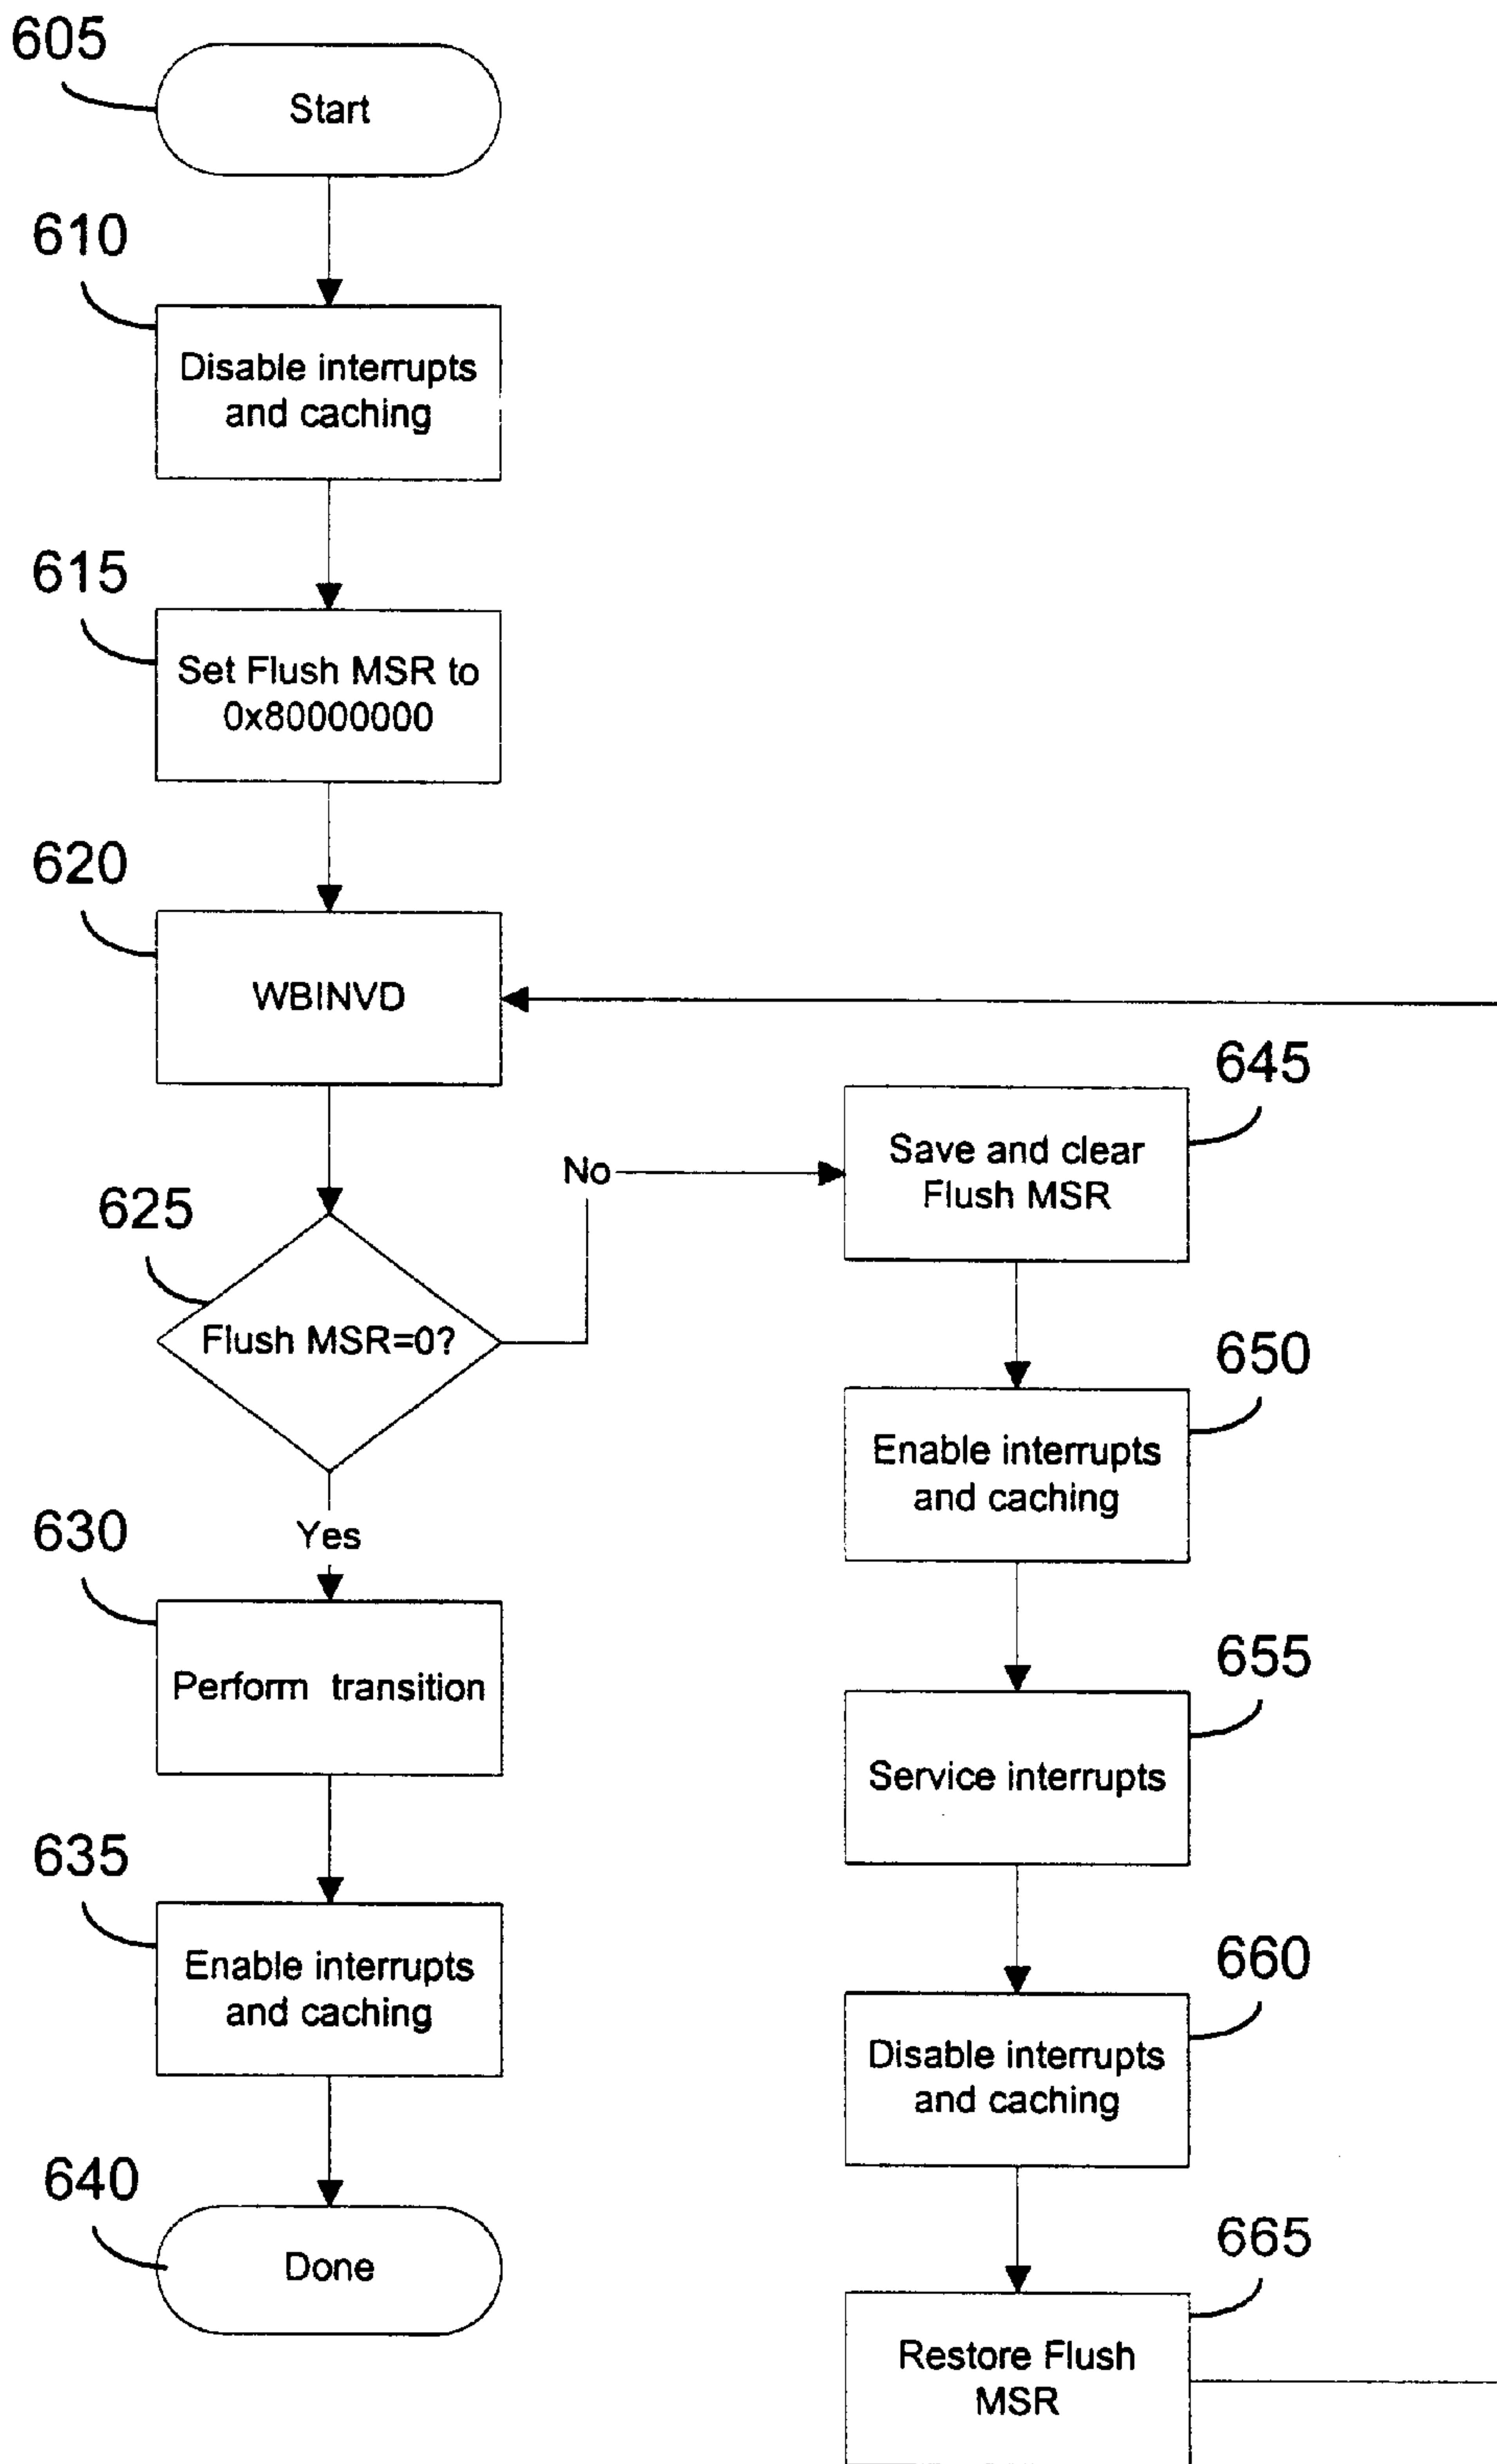 605
Start
610
Disable interrupts
and caching
615
Set Flush MSR to
0x80000000
620
WBINVD
625
Flush MSR=0?
No
Yes
630
Perform transition
635
Enable interrupts
and caching
640
Done
645
Save and clear
Flush MSR
650
Enable interrupts
and caching
655
Service interrupts
660
Disable interrupts
and caching
665
Restore Flush
MSR